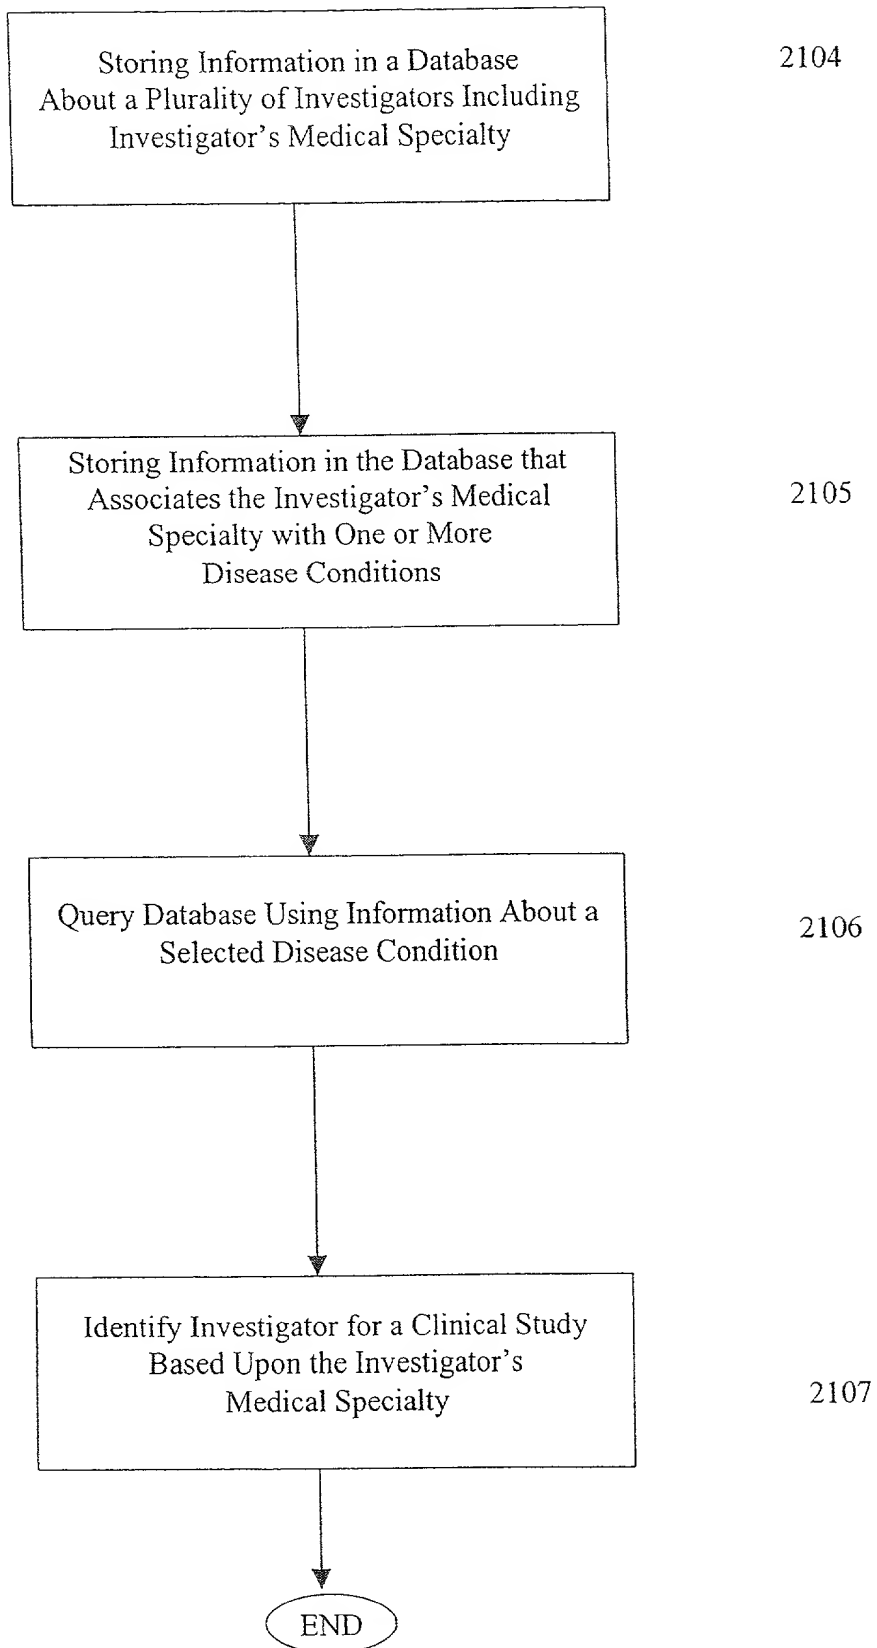 Storing Information in a Database
About a Plurality of Investigators Including
Investigator's Medical Specialty
2104
Storing Information in the Database that
Associates the Investigator's Medical
Specialty with One or More
Disease Conditions
2105
Query Database Using Information About a
Selected Disease Condition
2106
Identify Investigator for a Clinical Study
Based Upon the Investigator's
Medical Specialty
2107
END